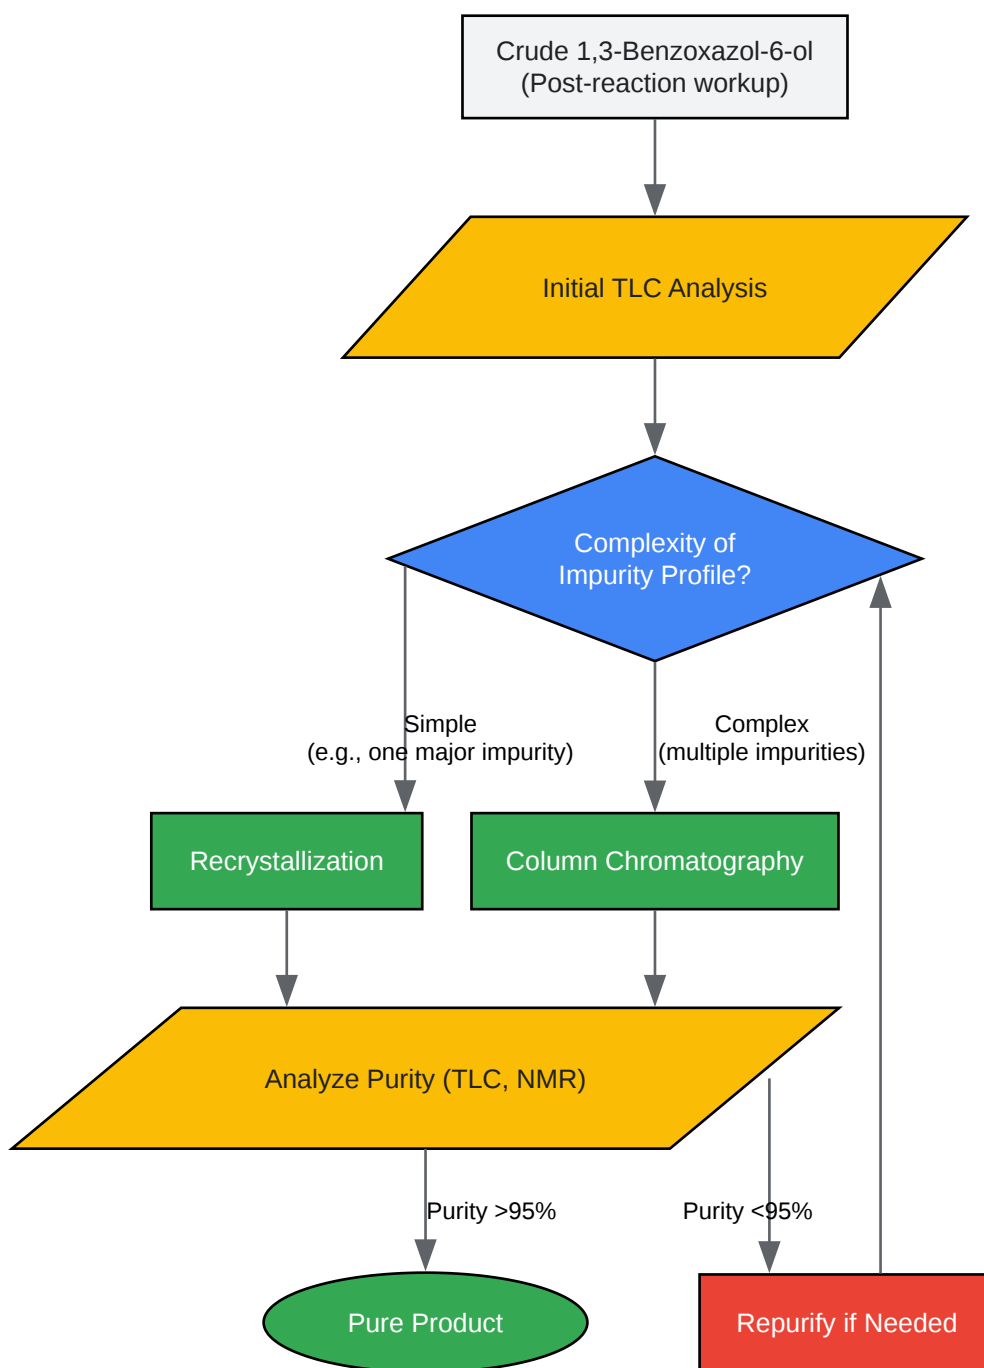 Crude 1,3-Benzoxazol-6-ol
(Post-reaction workup)
Initial TLC Analysis
Complexity of
Impurity Profile?
Simple
(e.g., one major impurity)
Complex
(multiple impurities)
Recrystallization
Column Chromatography
Analyze Purity (TLC, NMR)
Purity >95%
Purity <95%
Pure Product
Repurify if Needed